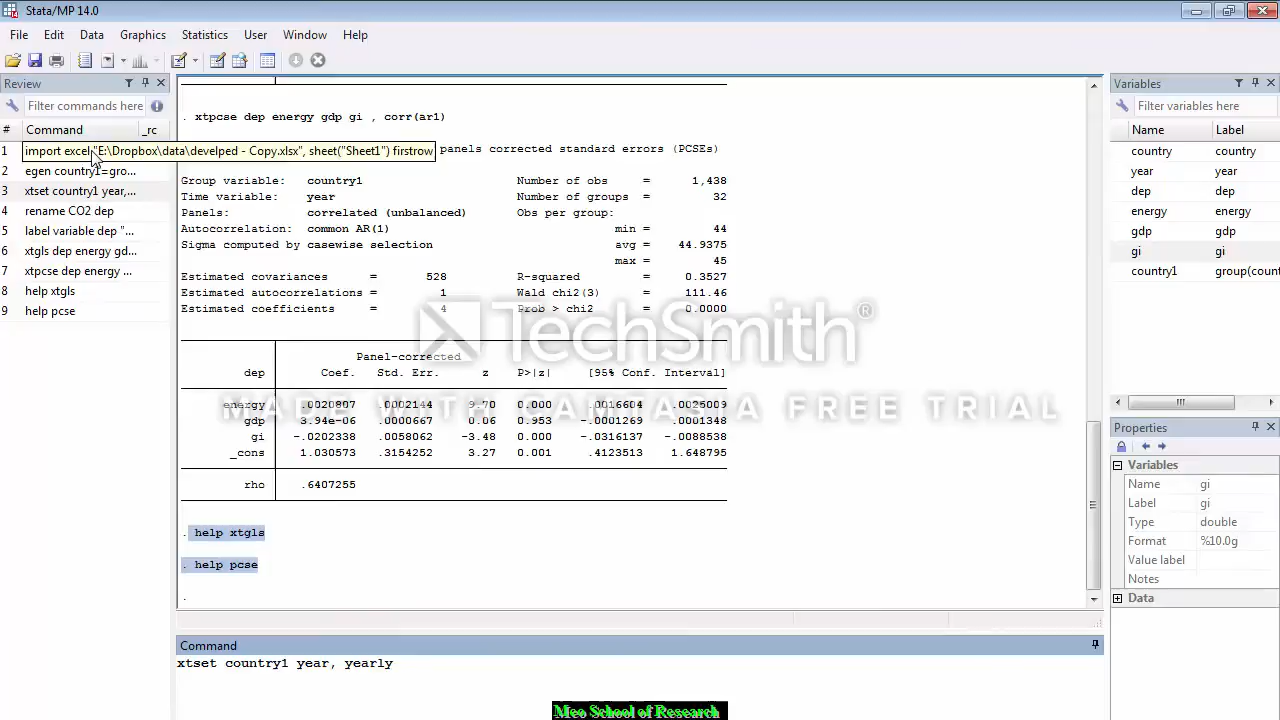 Stata/MP 14.0
File Edit Data Graphics Statistics User Window Help
Review
Filter commands here
# Command _rc
1 import excel "E:\Dropbox\data\develped - Copy.xlsx", sheet("Sheet1") firstrow
2 egen country1=gro...
3 xtset country1 year,...
4 rename CO2 dep
5 label variable dep "...
6 xtgls dep energy gd...
7 xtpcse dep energy ...
8 help xtgls
9 help pcse
. xtpcse dep energy gdp gi , corr(ar1)
panels corrected standard errors (PCSEs)
Group variable: country1 Number of obs = 1,438
Time variable: year Number of groups = 32
Panels: correlated (unbalanced) Obs per group:
Autocorrelation: common AR(1) min = 44
Sigma computed by casewise selection avg = 44.9375
max = 45
Estimated covariances = 528 R-squared = 0.3527
Estimated autocorrelations = 1 Wald chi2(3) = 111.46
Estimated coefficients = 4 Prob > chi2 = 0.0000
Panel-corrected
dep Coef. Std. Err. z P>|z| [95% Conf. Interval]
energy .0020807 .0002144 9.70 0.000 .0016604 .0025009
gdp 3.94e-06 .0000667 0.06 0.953 -.0001269 .0001348
gi -.0202338 .0058062 -3.48 0.000 -.0316137 -.0088538
_cons 1.030573 .3154252 3.27 0.001 .4123513 1.648795
rho .6407255
. help xtgls
. help pcse
.
TechSmith®
MADE WITH CAMTASIA FREE TRIAL
Command
xtset country1 year, yearly
Meo School of Research
Variables
Filter variables here
Name Label
country country
year year
dep dep
energy energy
gdp gdp
gi gi
country1 group(coun
Properties
Variables
Name gi
Label gi
Type double
Format %10.0g
Value label
Notes
Data